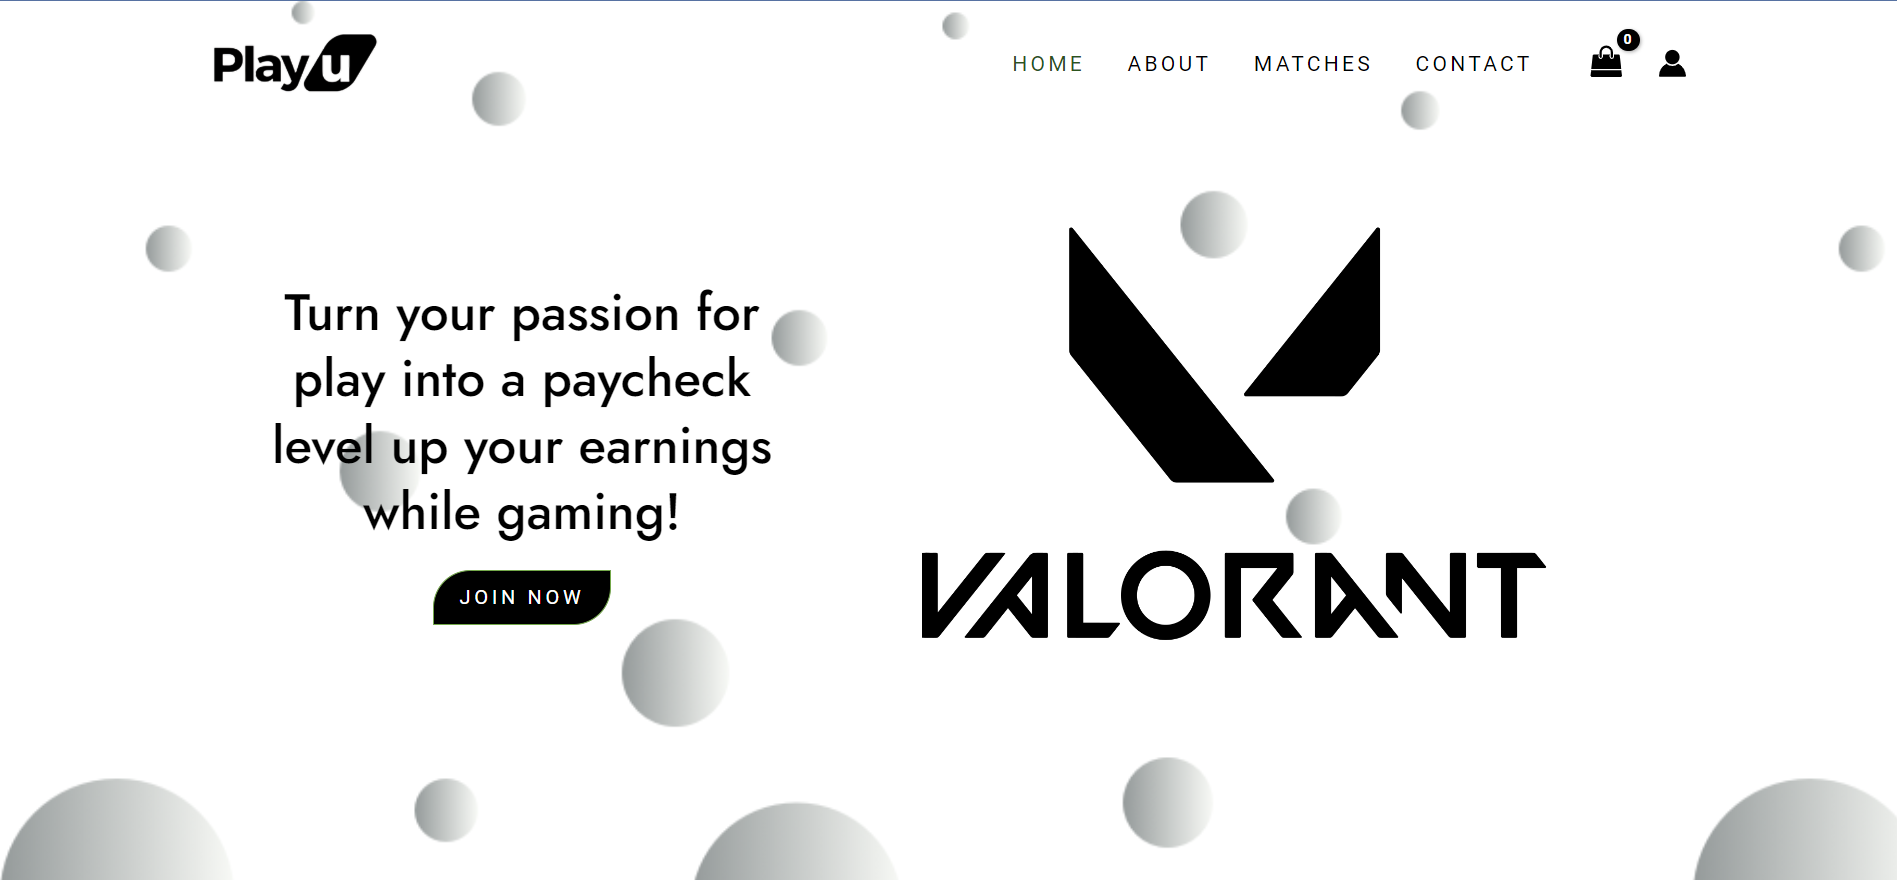 Playu
HOME ABOUT MATCHES CONTACT 0
Turn your passion for
play into a paycheck
level up your earnings
while gaming!
JOIN NOW
VALORANT